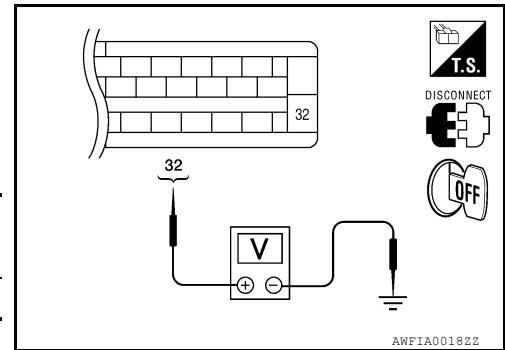 T.S.
DISCONNECT
32
OFF
32
V
+ −
AWFIA0018ZZ